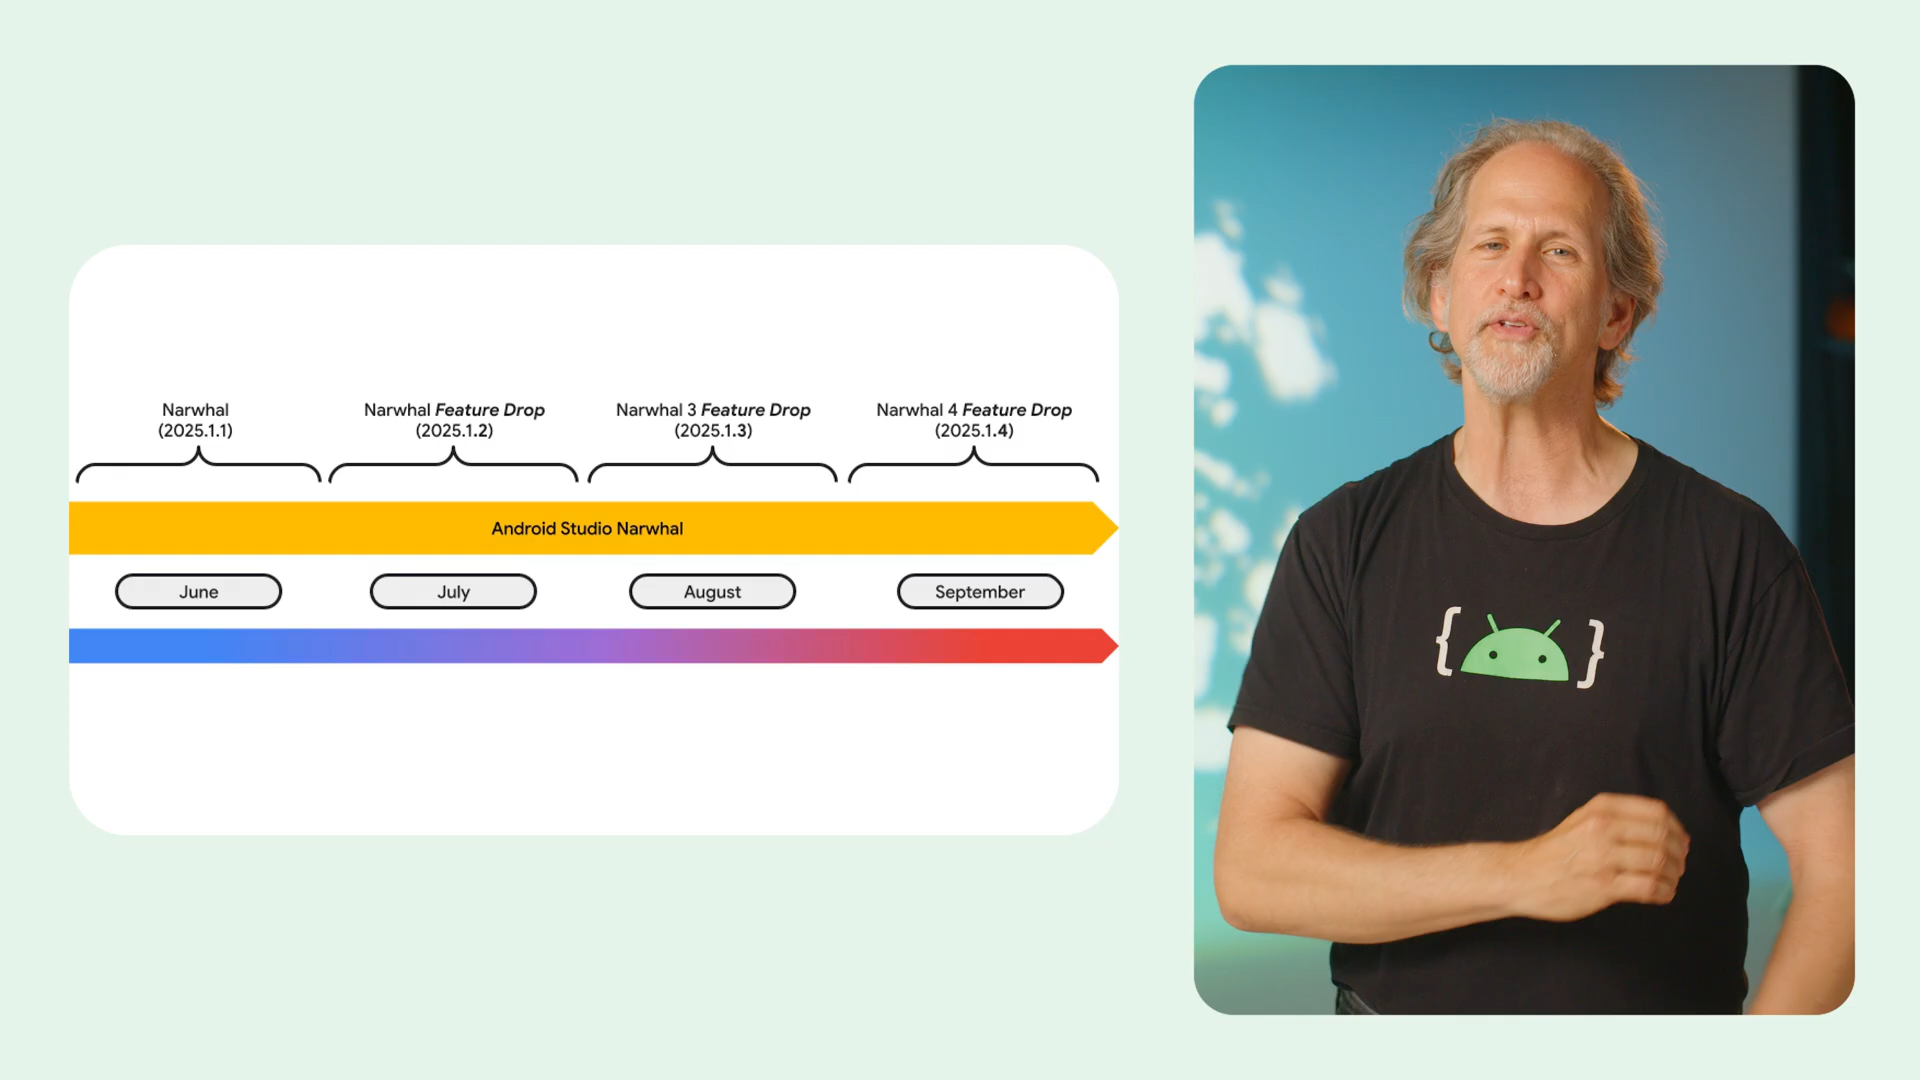 Narwhal
(2025.1.1)
Narwhal Feature Drop
(2025.1.2)
Narwhal 3 Feature Drop
(2025.1.3)
Narwhal 4 Feature Drop
(2025.1.4)
Android Studio Narwhal
June
July
August
September
{ }